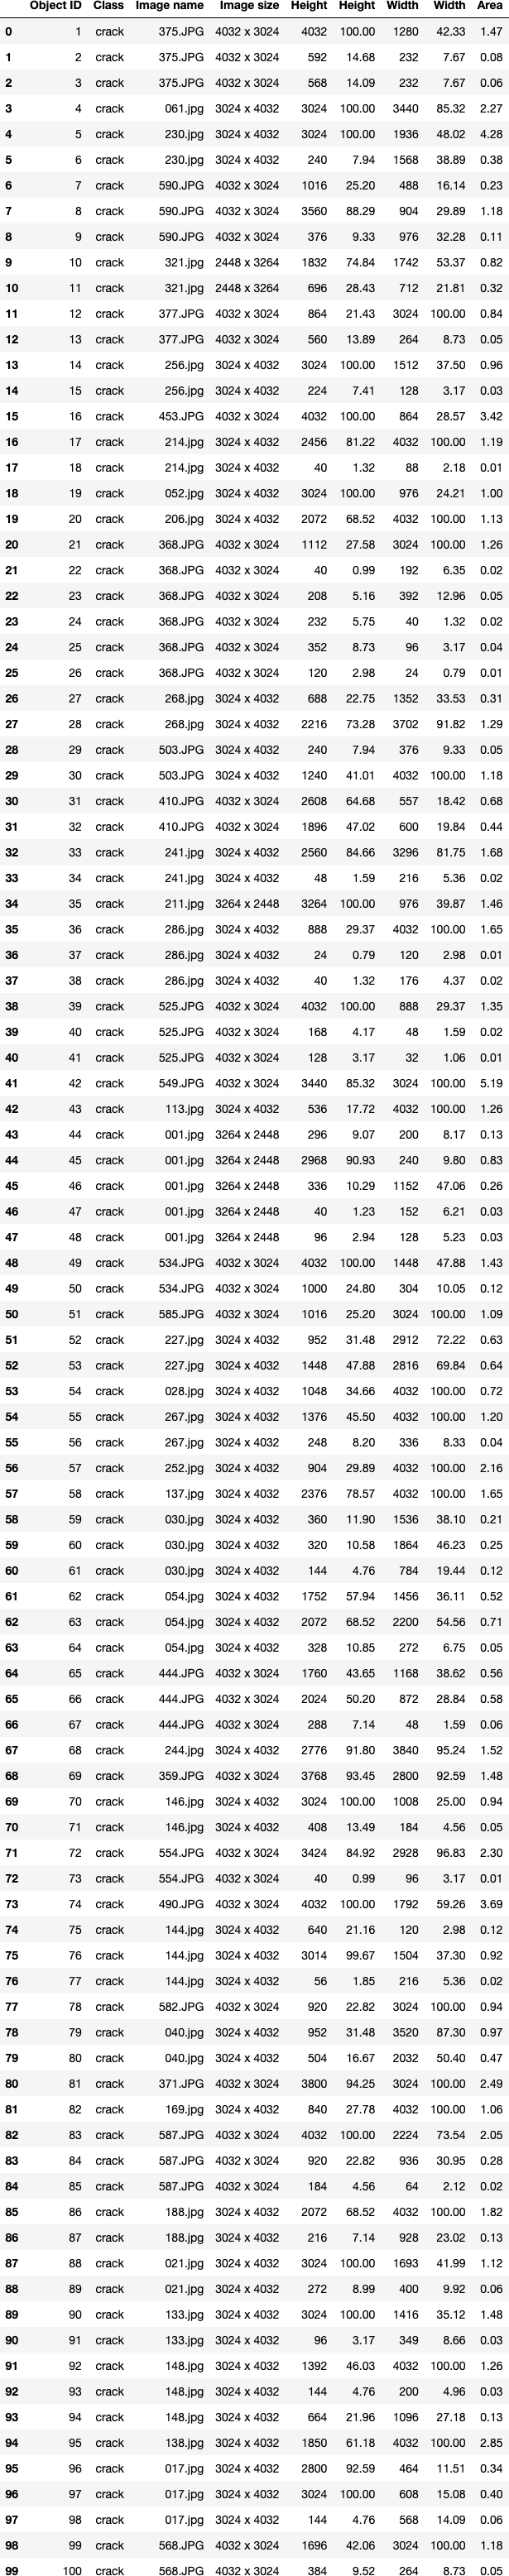 Object ID Class Image name Image size Height Height Width Width Area
0 1 crack 375.JPG 4032 x 3024 4032 100.00 1280 42.33 1.47
1 2 crack 375.JPG 4032 x 3024 592 14.68 232 7.67 0.08
2 3 crack 375.JPG 4032 x 3024 568 14.09 232 7.67 0.06
3 4 crack 061.jpg 3024 x 4032 3024 100.00 3440 85.32 2.27
4 5 crack 230.jpg 3024 x 4032 3024 100.00 1936 48.02 4.28
5 6 crack 230.jpg 3024 x 4032 240 7.94 1568 38.89 0.38
6 7 crack 590.JPG 4032 x 3024 1016 25.20 488 16.14 0.23
7 8 crack 590.JPG 4032 x 3024 3560 88.29 904 29.89 1.18
8 9 crack 590.JPG 4032 x 3024 376 9.33 976 32.28 0.11
9 10 crack 321.jpg 2448 x 3264 1832 74.84 1742 53.37 0.82
10 11 crack 321.jpg 2448 x 3264 696 28.43 712 21.81 0.32
11 12 crack 377.JPG 4032 x 3024 864 21.43 3024 100.00 0.84
12 13 crack 377.JPG 4032 x 3024 560 13.89 264 8.73 0.05
13 14 crack 256.jpg 3024 x 4032 3024 100.00 1512 37.50 0.96
14 15 crack 256.jpg 3024 x 4032 224 7.41 128 3.17 0.03
15 16 crack 453.JPG 4032 x 3024 4032 100.00 864 28.57 3.42
16 17 crack 214.jpg 3024 x 4032 2456 81.22 4032 100.00 1.19
17 18 crack 214.jpg 3024 x 4032 40 1.32 88 2.18 0.01
18 19 crack 052.jpg 3024 x 4032 3024 100.00 976 24.21 1.00
19 20 crack 206.jpg 3024 x 4032 2072 68.52 4032 100.00 1.13
20 21 crack 368.JPG 4032 x 3024 1112 27.58 3024 100.00 1.26
21 22 crack 368.JPG 4032 x 3024 40 0.99 192 6.35 0.02
22 23 crack 368.JPG 4032 x 3024 208 5.16 392 12.96 0.05
23 24 crack 368.JPG 4032 x 3024 232 5.75 40 1.32 0.02
24 25 crack 368.JPG 4032 x 3024 352 8.73 96 3.17 0.04
25 26 crack 368.JPG 4032 x 3024 120 2.98 24 0.79 0.01
26 27 crack 268.jpg 3024 x 4032 688 22.75 1352 33.53 0.31
27 28 crack 268.jpg 3024 x 4032 2216 73.28 3702 91.82 1.29
28 29 crack 503.JPG 3024 x 4032 240 7.94 376 9.33 0.05
29 30 crack 503.JPG 3024 x 4032 1240 41.01 4032 100.00 1.18
30 31 crack 410.JPG 4032 x 3024 2608 64.68 557 18.42 0.68
31 32 crack 410.JPG 4032 x 3024 1896 47.02 600 19.84 0.44
32 33 crack 241.jpg 3024 x 4032 2560 84.66 3296 81.75 1.68
33 34 crack 241.jpg 3024 x 4032 48 1.59 216 5.36 0.02
34 35 crack 211.jpg 3264 x 2448 3264 100.00 976 39.87 1.46
35 36 crack 286.jpg 3024 x 4032 888 29.37 4032 100.00 1.65
36 37 crack 286.jpg 3024 x 4032 24 0.79 120 2.98 0.01
37 38 crack 286.jpg 3024 x 4032 40 1.32 176 4.37 0.02
38 39 crack 525.JPG 4032 x 3024 4032 100.00 888 29.37 1.35
39 40 crack 525.JPG 4032 x 3024 168 4.17 48 1.59 0.02
40 41 crack 525.JPG 4032 x 3024 128 3.17 32 1.06 0.01
41 42 crack 549.JPG 4032 x 3024 3440 85.32 3024 100.00 5.19
42 43 crack 113.jpg 3024 x 4032 536 17.72 4032 100.00 1.26
43 44 crack 001.jpg 3264 x 2448 296 9.07 200 8.17 0.13
44 45 crack 001.jpg 3264 x 2448 2968 90.93 240 9.80 0.83
45 46 crack 001.jpg 3264 x 2448 336 10.29 1152 47.06 0.26
46 47 crack 001.jpg 3264 x 2448 40 1.23 152 6.21 0.03
47 48 crack 001.jpg 3264 x 2448 96 2.94 128 5.23 0.03
48 49 crack 534.JPG 4032 x 3024 4032 100.00 1448 47.88 1.43
49 50 crack 534.JPG 4032 x 3024 1000 24.80 304 10.05 0.12
50 51 crack 585.JPG 4032 x 3024 1016 25.20 3024 100.00 1.09
51 52 crack 227.jpg 3024 x 4032 952 31.48 2912 72.22 0.63
52 53 crack 227.jpg 3024 x 4032 1448 47.88 2816 69.84 0.64
53 54 crack 028.jpg 3024 x 4032 1048 34.66 4032 100.00 0.72
54 55 crack 267.jpg 3024 x 4032 1376 45.50 4032 100.00 1.20
55 56 crack 267.jpg 3024 x 4032 248 8.20 336 8.33 0.04
56 57 crack 252.jpg 3024 x 4032 904 29.89 4032 100.00 2.16
57 58 crack 137.jpg 3024 x 4032 2376 78.57 4032 100.00 1.65
58 59 crack 030.jpg 3024 x 4032 360 11.90 1536 38.10 0.21
59 60 crack 030.jpg 3024 x 4032 320 10.58 1864 46.23 0.25
60 61 crack 030.jpg 3024 x 4032 144 4.76 784 19.44 0.12
61 62 crack 054.jpg 3024 x 4032 1752 57.94 1456 36.11 0.52
62 63 crack 054.jpg 3024 x 4032 2072 68.52 2200 54.56 0.71
63 64 crack 054.jpg 3024 x 4032 328 10.85 272 6.75 0.05
64 65 crack 444.JPG 4032 x 3024 1760 43.65 1168 38.62 0.56
65 66 crack 444.JPG 4032 x 3024 2024 50.20 872 28.84 0.58
66 67 crack 444.JPG 4032 x 3024 288 7.14 48 1.59 0.06
67 68 crack 244.jpg 3024 x 4032 2776 91.80 3840 95.24 1.52
68 69 crack 359.JPG 4032 x 3024 3768 93.45 2800 92.59 1.48
69 70 crack 146.jpg 3024 x 4032 3024 100.00 1008 25.00 0.94
70 71 crack 146.jpg 3024 x 4032 408 13.49 184 4.56 0.05
71 72 crack 554.JPG 4032 x 3024 3424 84.92 2928 96.83 2.30
72 73 crack 554.JPG 4032 x 3024 40 0.99 96 3.17 0.01
73 74 crack 490.JPG 4032 x 3024 4032 100.00 1792 59.26 3.69
74 75 crack 144.jpg 3024 x 4032 640 21.16 120 2.98 0.12
75 76 crack 144.jpg 3024 x 4032 3014 99.67 1504 37.30 0.92
76 77 crack 144.jpg 3024 x 4032 56 1.85 216 5.36 0.02
77 78 crack 582.JPG 4032 x 3024 920 22.82 3024 100.00 0.94
78 79 crack 040.jpg 3024 x 4032 952 31.48 3520 87.30 0.97
79 80 crack 040.jpg 3024 x 4032 504 16.67 2032 50.40 0.47
80 81 crack 371.JPG 4032 x 3024 3800 94.25 3024 100.00 2.49
81 82 crack 169.jpg 3024 x 4032 840 27.78 4032 100.00 1.06
82 83 crack 587.JPG 4032 x 3024 4032 100.00 2224 73.54 2.05
83 84 crack 587.JPG 4032 x 3024 920 22.82 936 30.95 0.28
84 85 crack 587.JPG 4032 x 3024 184 4.56 64 2.12 0.02
85 86 crack 188.jpg 3024 x 4032 2072 68.52 4032 100.00 1.82
86 87 crack 188.jpg 3024 x 4032 216 7.14 928 23.02 0.13
87 88 crack 021.jpg 3024 x 4032 3024 100.00 1693 41.99 1.12
88 89 crack 021.jpg 3024 x 4032 272 8.99 400 9.92 0.06
89 90 crack 133.jpg 3024 x 4032 3024 100.00 1416 35.12 1.48
90 91 crack 133.jpg 3024 x 4032 96 3.17 349 8.66 0.03
91 92 crack 148.jpg 3024 x 4032 1392 46.03 4032 100.00 1.26
92 93 crack 148.jpg 3024 x 4032 144 4.76 200 4.96 0.03
93 94 crack 148.jpg 3024 x 4032 664 21.96 1096 27.18 0.13
94 95 crack 138.jpg 3024 x 4032 1850 61.18 4032 100.00 2.85
95 96 crack 017.jpg 3024 x 4032 2800 92.59 464 11.51 0.34
96 97 crack 017.jpg 3024 x 4032 3024 100.00 608 15.08 0.40
97 98 crack 017.jpg 3024 x 4032 144 4.76 568 14.09 0.06
98 99 crack 568.JPG 4032 x 3024 1696 42.06 3024 100.00 1.18
99 100 crack 568.JPG 4032 x 3024 384 9.52 264 8.73 0.05